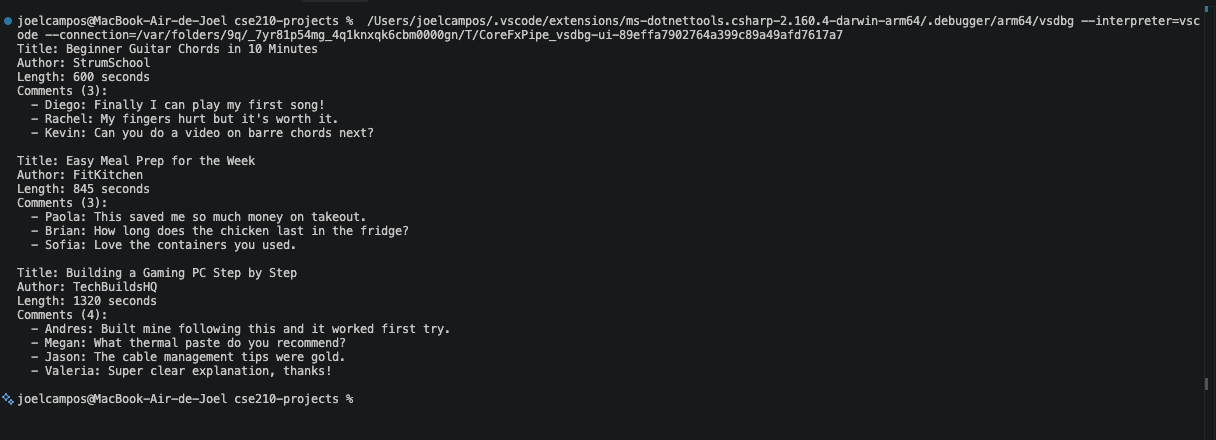 joelcampos@MacBook-Air-de-Joel cse210-projects %  /Users/joelcampos/.vscode/extensions/ms-dotnettools.csharp-2.160.4-darwin-arm64/.debugger/arm64/vsdbg --interpreter=vsc
ode --connection=/var/folders/9q/_7yr81p54mg_4q1knxqk6cbm0000gn/T/CoreFxPipe_vsdbg-ui-89effa7902764a399c89a49afd7617a7
Title: Beginner Guitar Chords in 10 Minutes
Author: StrumSchool
Length: 600 seconds
Comments (3):
  - Diego: Finally I can play my first song!
  - Rachel: My fingers hurt but it's worth it.
  - Kevin: Can you do a video on barre chords next?

Title: Easy Meal Prep for the Week
Author: FitKitchen
Length: 845 seconds
Comments (3):
  - Paola: This saved me so much money on takeout.
  - Brian: How long does the chicken last in the fridge?
  - Sofia: Love the containers you used.

Title: Building a Gaming PC Step by Step
Author: TechBuildsHQ
Length: 1320 seconds
Comments (4):
  - Andres: Built mine following this and it worked first try.
  - Megan: What thermal paste do you recommend?
  - Jason: The cable management tips were gold.
  - Valeria: Super clear explanation, thanks!

joelcampos@MacBook-Air-de-Joel cse210-projects %